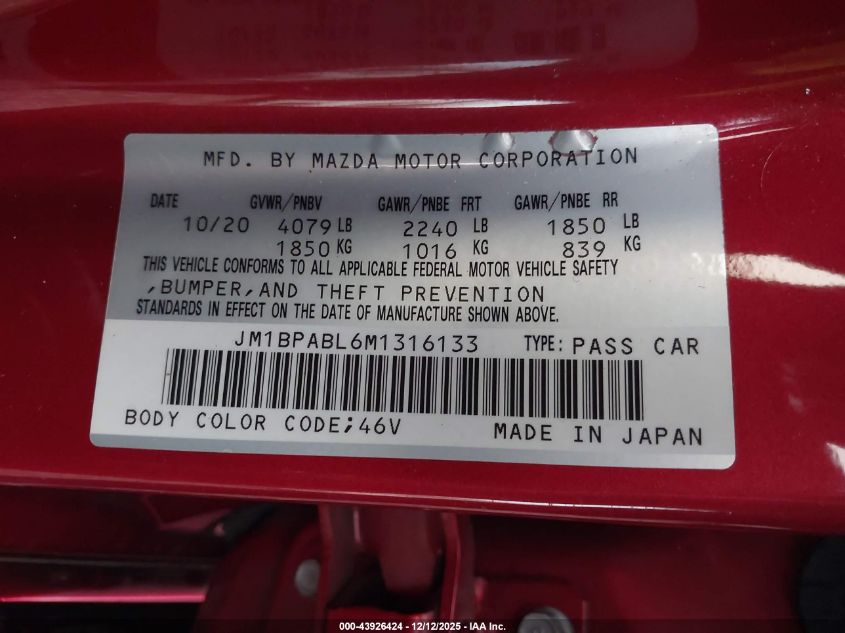 MFD. BY MAZDA MOTOR CORPORATION
DATE GVWR/PNBV GAWR/PNBE FRT GAWR/PNBE RR
10/20 4079 LB 2240 LB 1850 LB
1850 KG 1016 KG 839 KG
THIS VEHICLE CONFORMS TO ALL APPLICABLE FEDERAL MOTOR VEHICLE SAFETY
,BUMPER,AND THEFT PREVENTION
STANDARDS IN EFFECT ON THE DATE OF MANUFACTURE SHOWN ABOVE.
JM1BPABL6M1316133 TYPE: PASS CAR
BODY COLOR CODE;46V MADE IN JAPAN
000-43926424 - 12/12/2025 - IAA Inc.